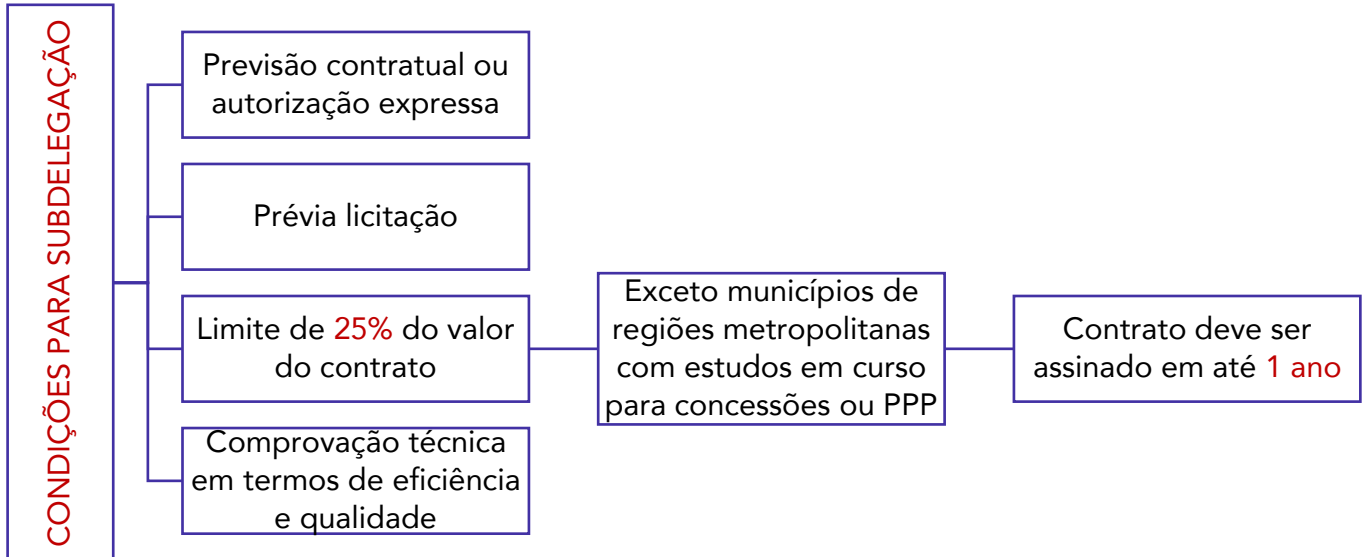 CONDIÇÕES PARA SUBDELEGAÇÃO
Previsão contratual ou
autorização expressa
Prévia licitação
Limite de 25% do valor
do contrato
Exceto municípios de
regiões metropolitanas
com estudos em curso
para concessões ou PPP
Contrato deve ser
assinado em até 1 ano
Comprovação técnica
em termos de eficiência
e qualidade